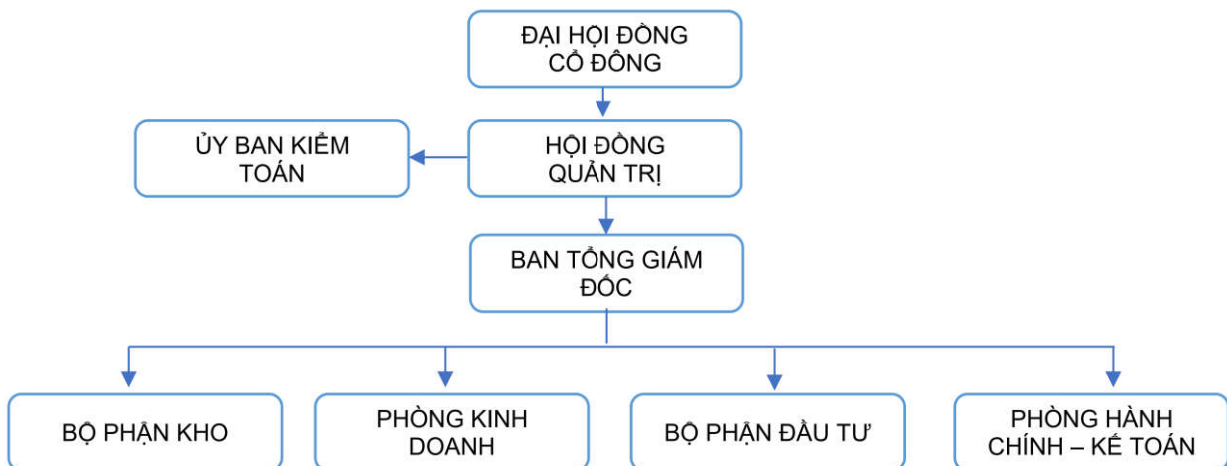 ĐẠI HỘI ĐỒNG
CỔ ĐÔNG
ỦY BAN KIỂM
TOÁN
HỘI ĐỒNG
QUẢN TRỊ
BAN TỔNG GIÁM
ĐỐC
BỘ PHẬN KHO
PHÒNG KINH
DOANH
BỘ PHẬN ĐẦU TƯ
PHÒNG HÀNH
CHÍNH – KẾ TOÁN